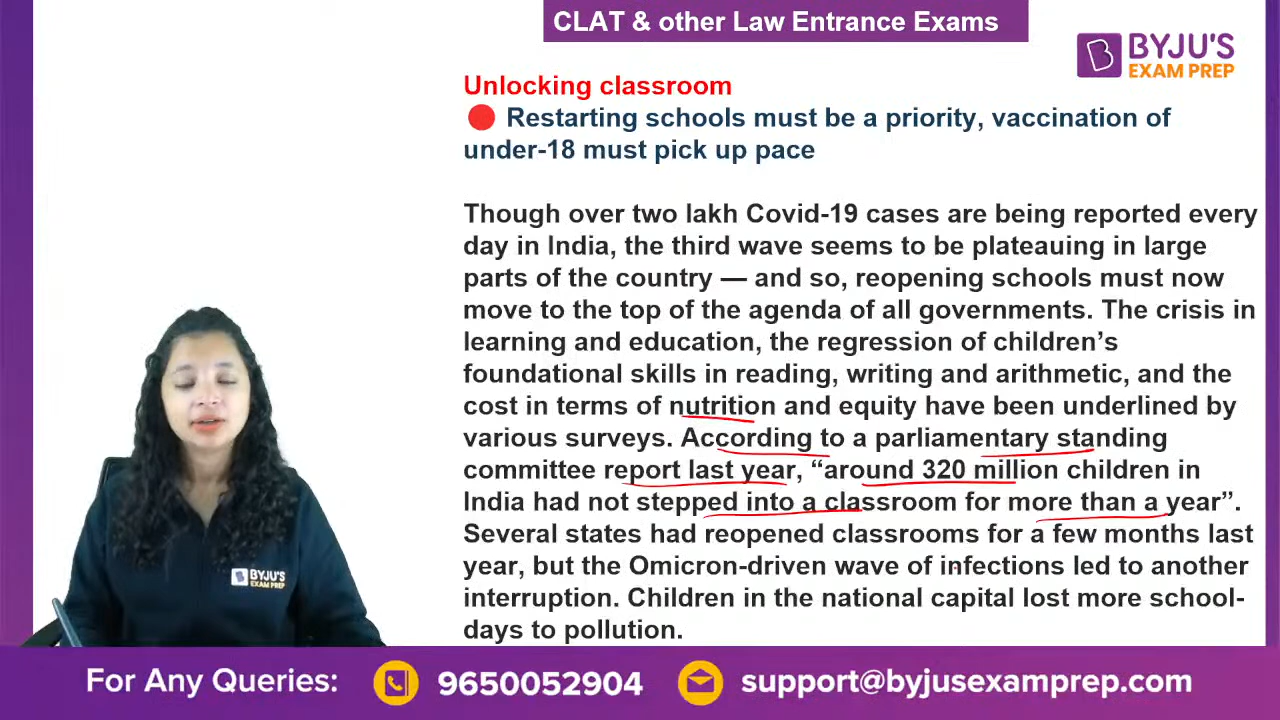 CLAT & other Law Entrance Exams
BYJU'S
EXAM PREP
Unlocking classroom
Restarting schools must be a priority, vaccination of
under-18 must pick up pace
Though over two lakh Covid-19 cases are being reported every
day in India, the third wave seems to be plateauing in large
parts of the country — and so, reopening schools must now
move to the top of the agenda of all governments. The crisis in
learning and education, the regression of children’s
foundational skills in reading, writing and arithmetic, and the
cost in terms of nutrition and equity have been underlined by
various surveys. According to a parliamentary standing
committee report last year, “around 320 million children in
India had not stepped into a classroom for more than a year”.
Several states had reopened classrooms for a few months last
year, but the Omicron-driven wave of infections led to another
interruption. Children in the national capital lost more school-
days to pollution.
BYJU'S
EXAM PREP
For Any Queries:
9650052904
support@byjusexamprep.com